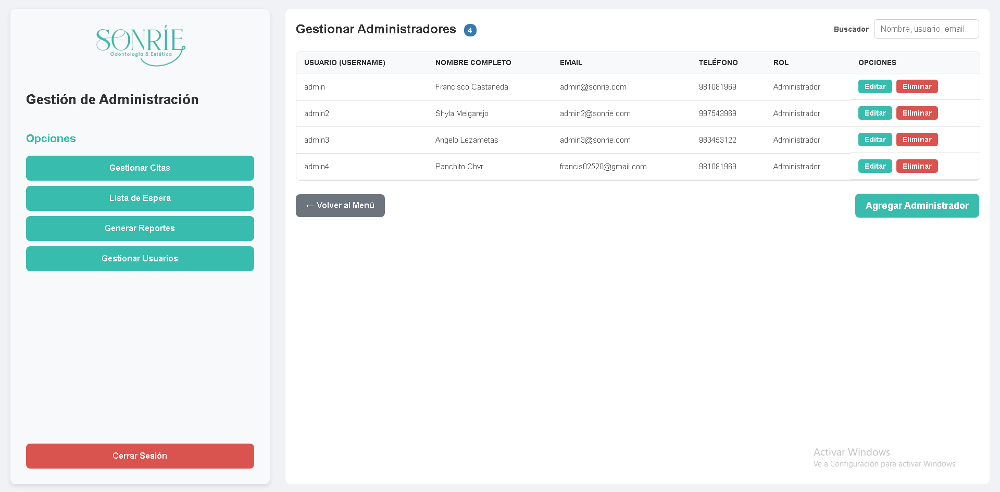 SONRÍE
Odontología & Estética
Gestión de Administración
Opciones
Gestionar Citas
Lista de Espera
Generar Reportes
Gestionar Usuarios
Cerrar Sesión
Gestionar Administradores 4
Buscador Nombre, usuario, email...
USUARIO (USERNAME) NOMBRE COMPLETO EMAIL TELÉFONO ROL OPCIONES
admin Francisco Castaneda admin@sonrie.com 981081969 Administrador Editar Eliminar
admin2 Shyla Melgarejo admin2@sonrie.com 997543969 Administrador Editar Eliminar
admin3 Angelo Lezametas admin3@sonrie.com 983453122 Administrador Editar Eliminar
admin4 Panchito Chvr francis02520@gmail.com 981081969 Administrador Editar Eliminar
← Volver al Menú
Agregar Administrador
Activar Windows
Ve a Configuración para activar Windows.